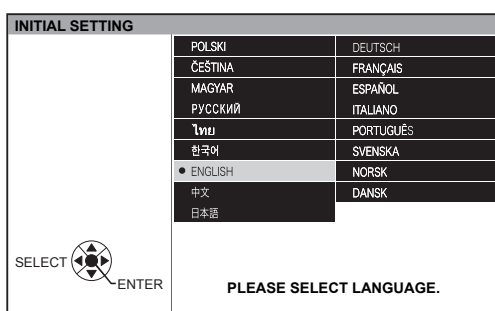 INITIAL SETTING
POLSKI
ČEŠTINA
MAGYAR
РУССКИЙ
ไทย
한국어
● ENGLISH
中文
日本語
DEUTSCH
FRANÇAIS
ESPAÑOL
ITALIANO
PORTUGUÊS
SVENSKA
NORSK
DANSK
SELECT
ENTER
PLEASE SELECT LANGUAGE.